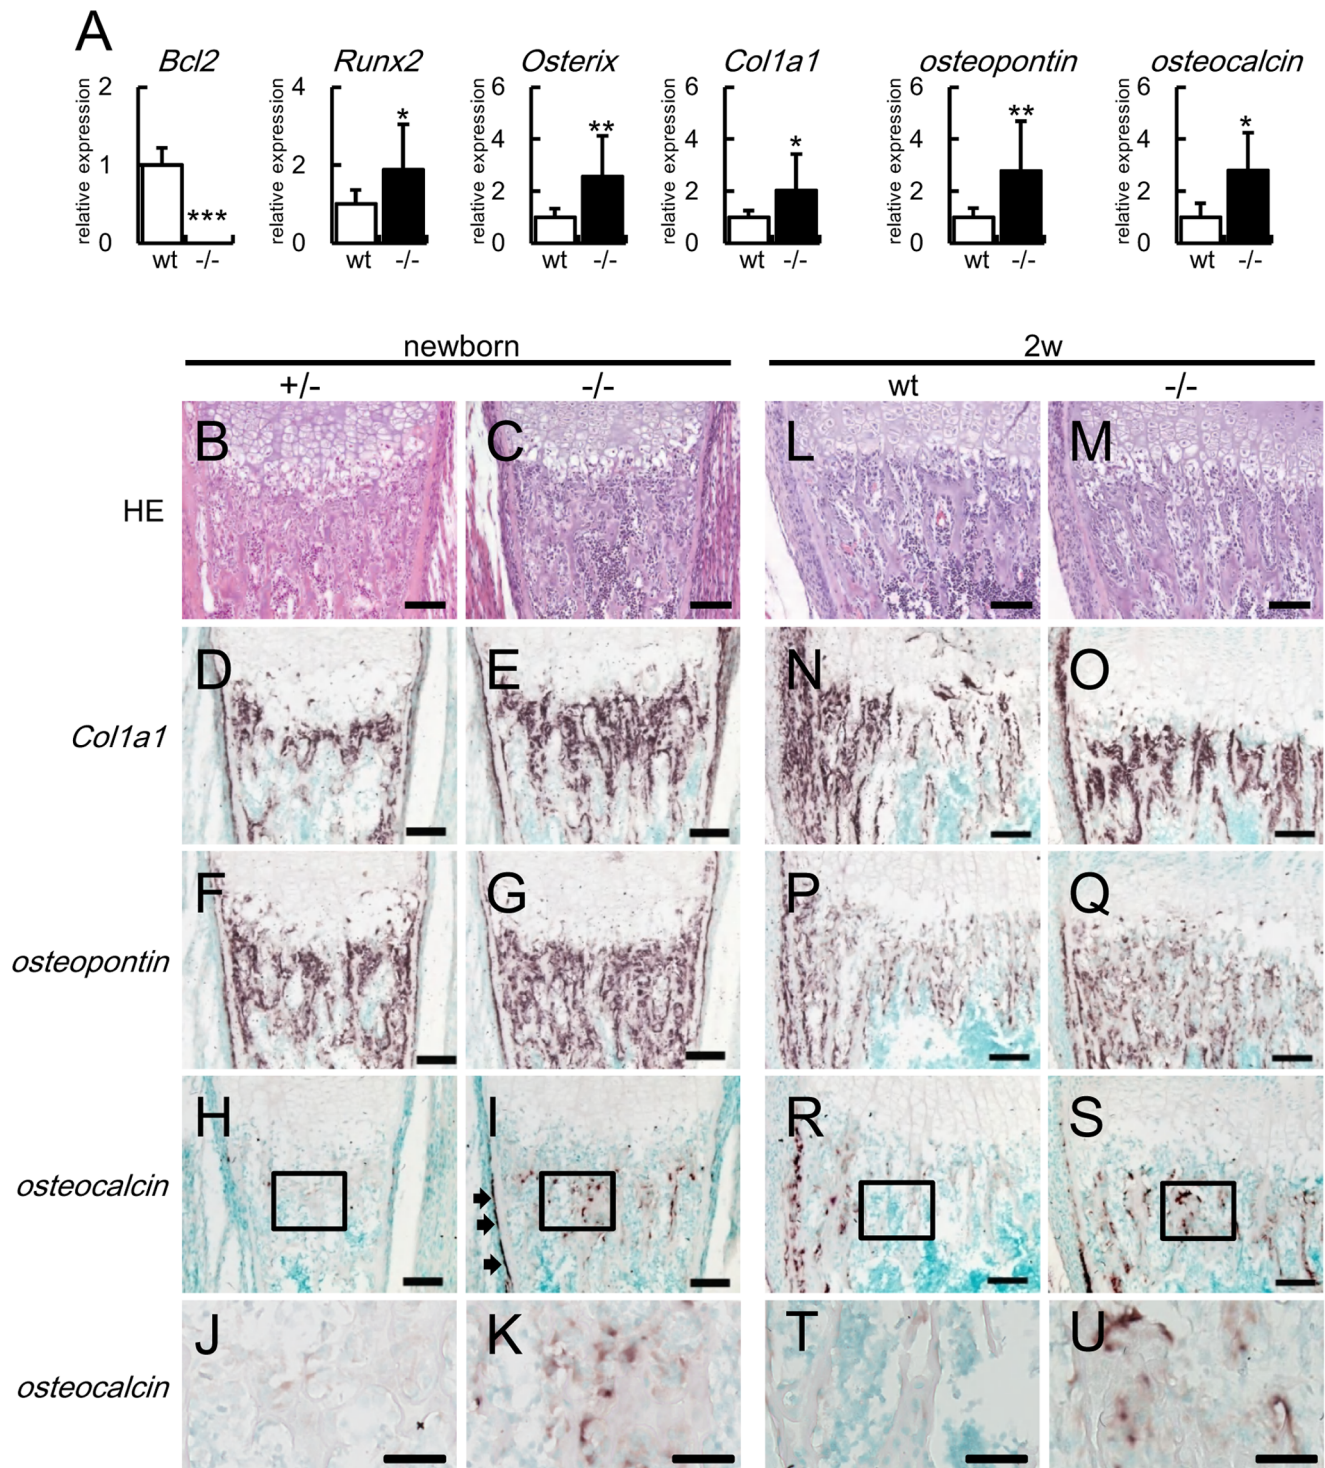 A
Bcl2 Runx2 Osterix Col1a1 osteopontin osteocalcin
relative expression relative expression relative expression relative expression relative expression relative expression
2 4 6 6 6 6
* ** * ** *
4 4 4 4
1 2
2 2 2 2
***
0 0 0 0 0 0
wt -/- wt -/- wt -/- wt -/- wt -/- wt -/-
newborn 2w
+/- -/- wt -/-
HE B C L M
Col1a1 D E N O
osteopontin F G P Q
osteocalcin H I R S
osteocalcin J K T U